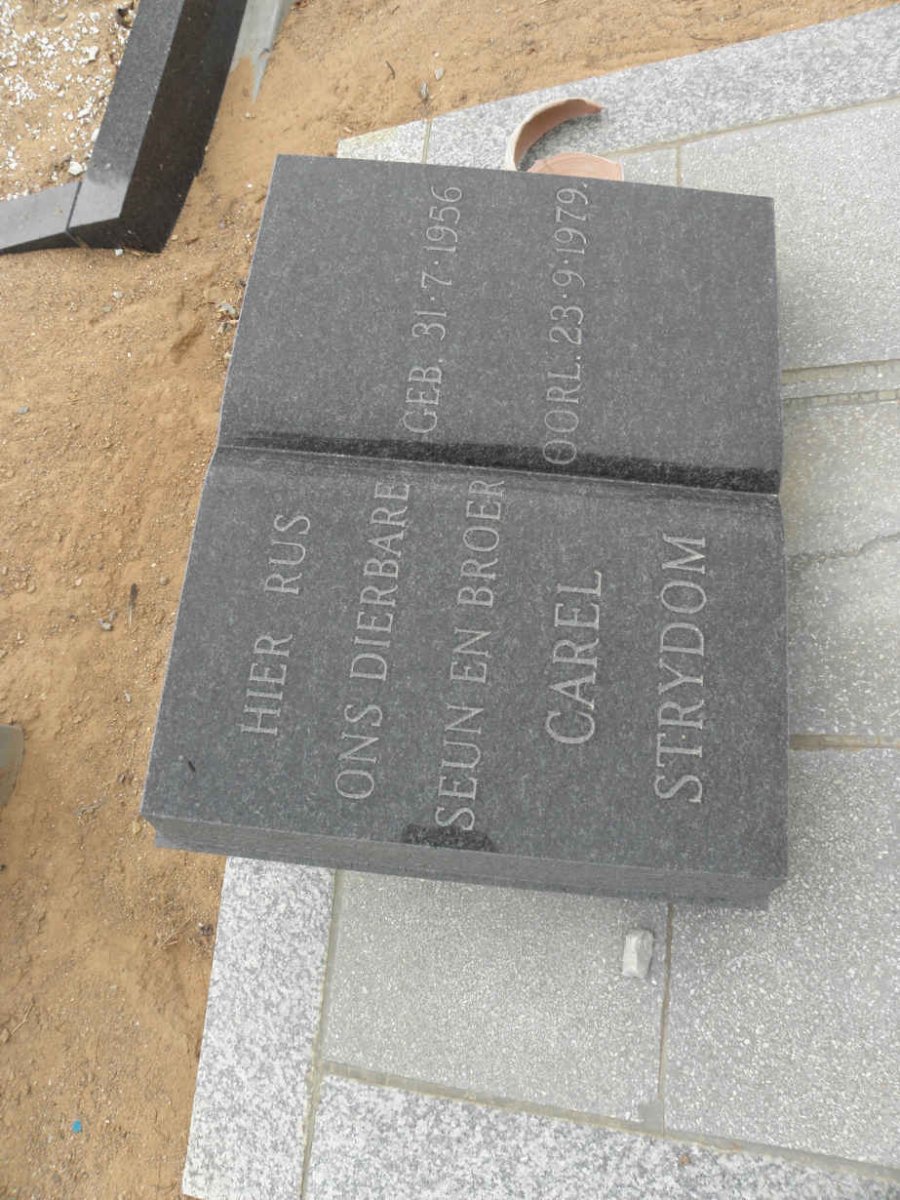 HIER RUS
ONS DIERBARE
SEUN EN BROER
CAREL
STRYDOM
GEB. 31·7·1956
OORL. 23·9·1979.